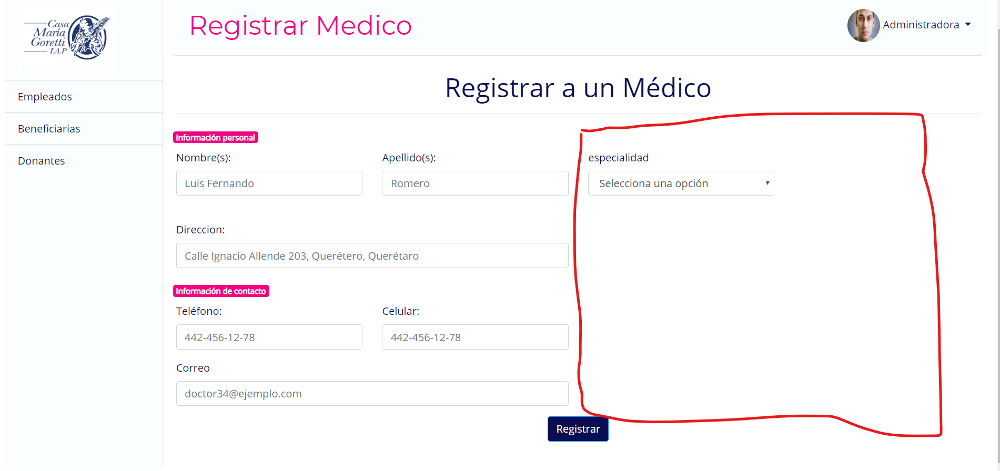 Casa
María
Goretti
I.A.P
Registrar Medico
Administradora
Empleados
Beneficiarias
Donantes
Registrar a un Médico
Información personal
Nombre(s): Apellido(s): especialidad
Luis Fernando Romero Selecciona una opción
Direccion:
Calle Ignacio Allende 203, Querétero, Querétaro
Información de contacto
Teléfono: Celular:
442-456-12-78 442-456-12-78
Correo
doctor34@ejemplo.com
Registrar